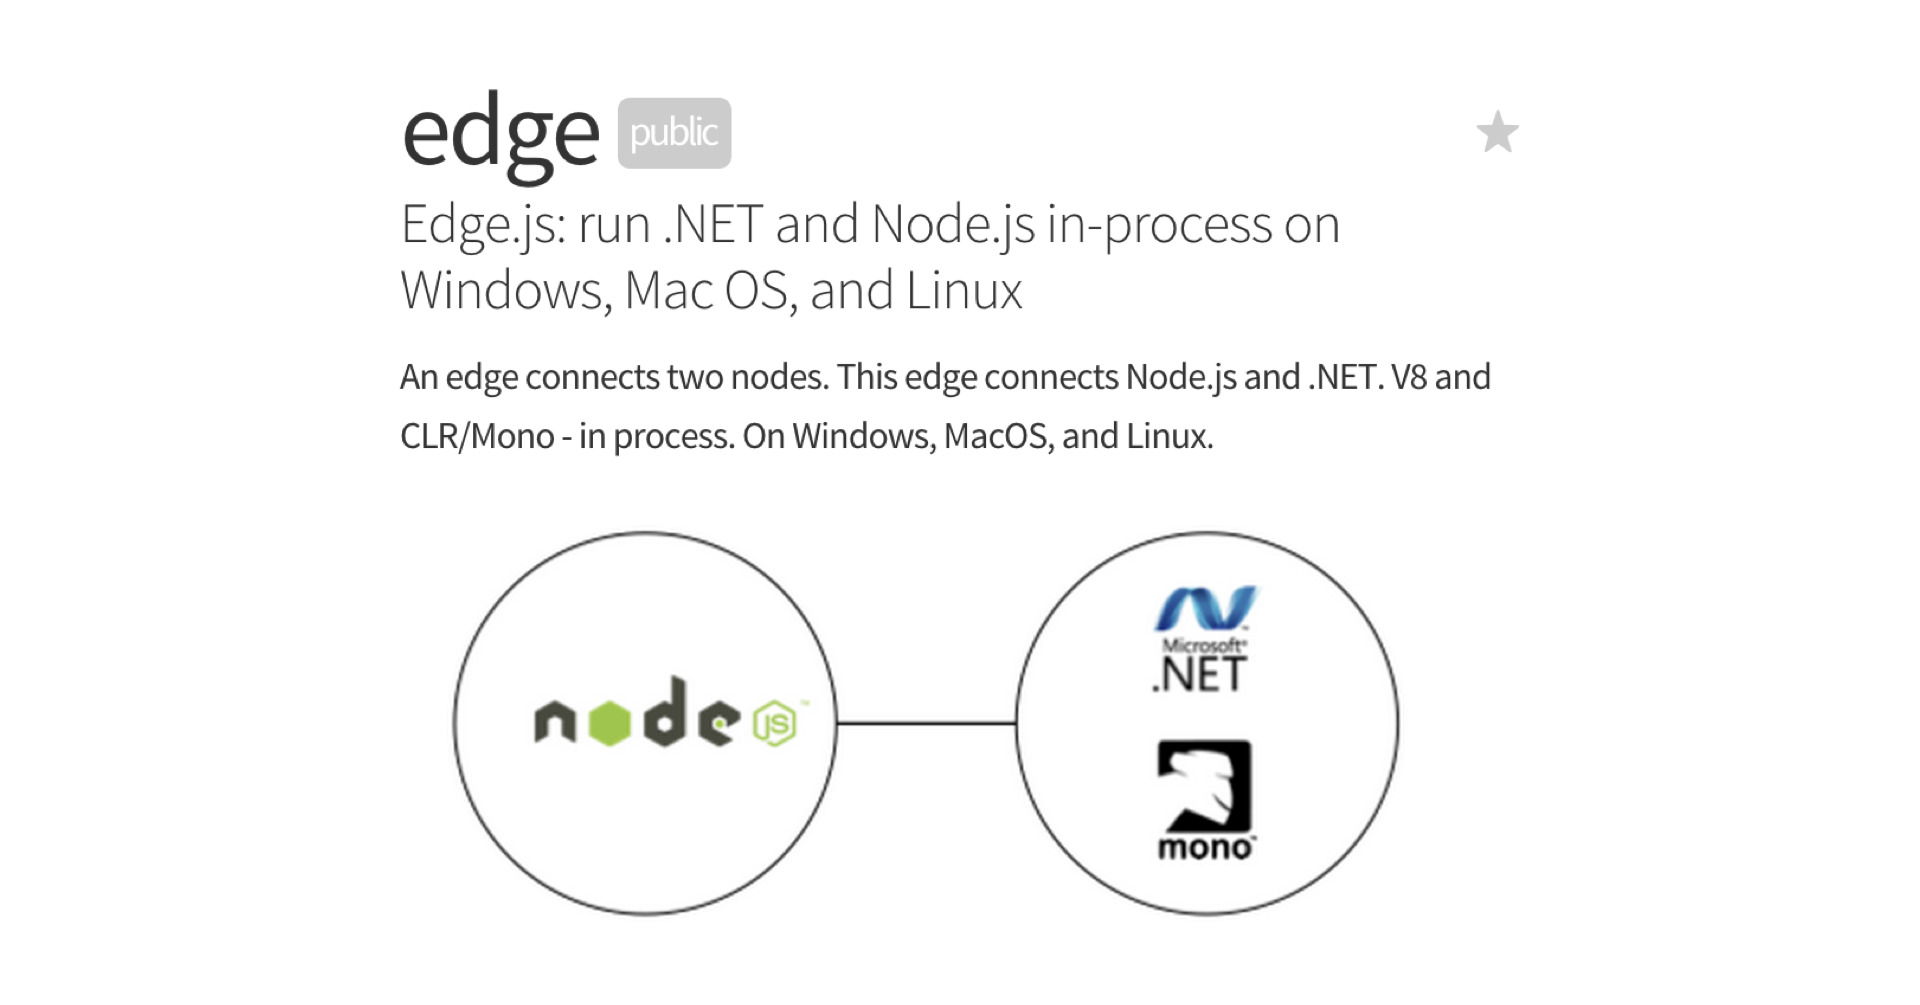 edge public
Edge.js: run .NET and Node.js in-process on
Windows, Mac OS, and Linux
An edge connects two nodes. This edge connects Node.js and .NET. V8 and
CLR/Mono - in process. On Windows, MacOS, and Linux.
node JS™
Microsoft®
.NET
mono™